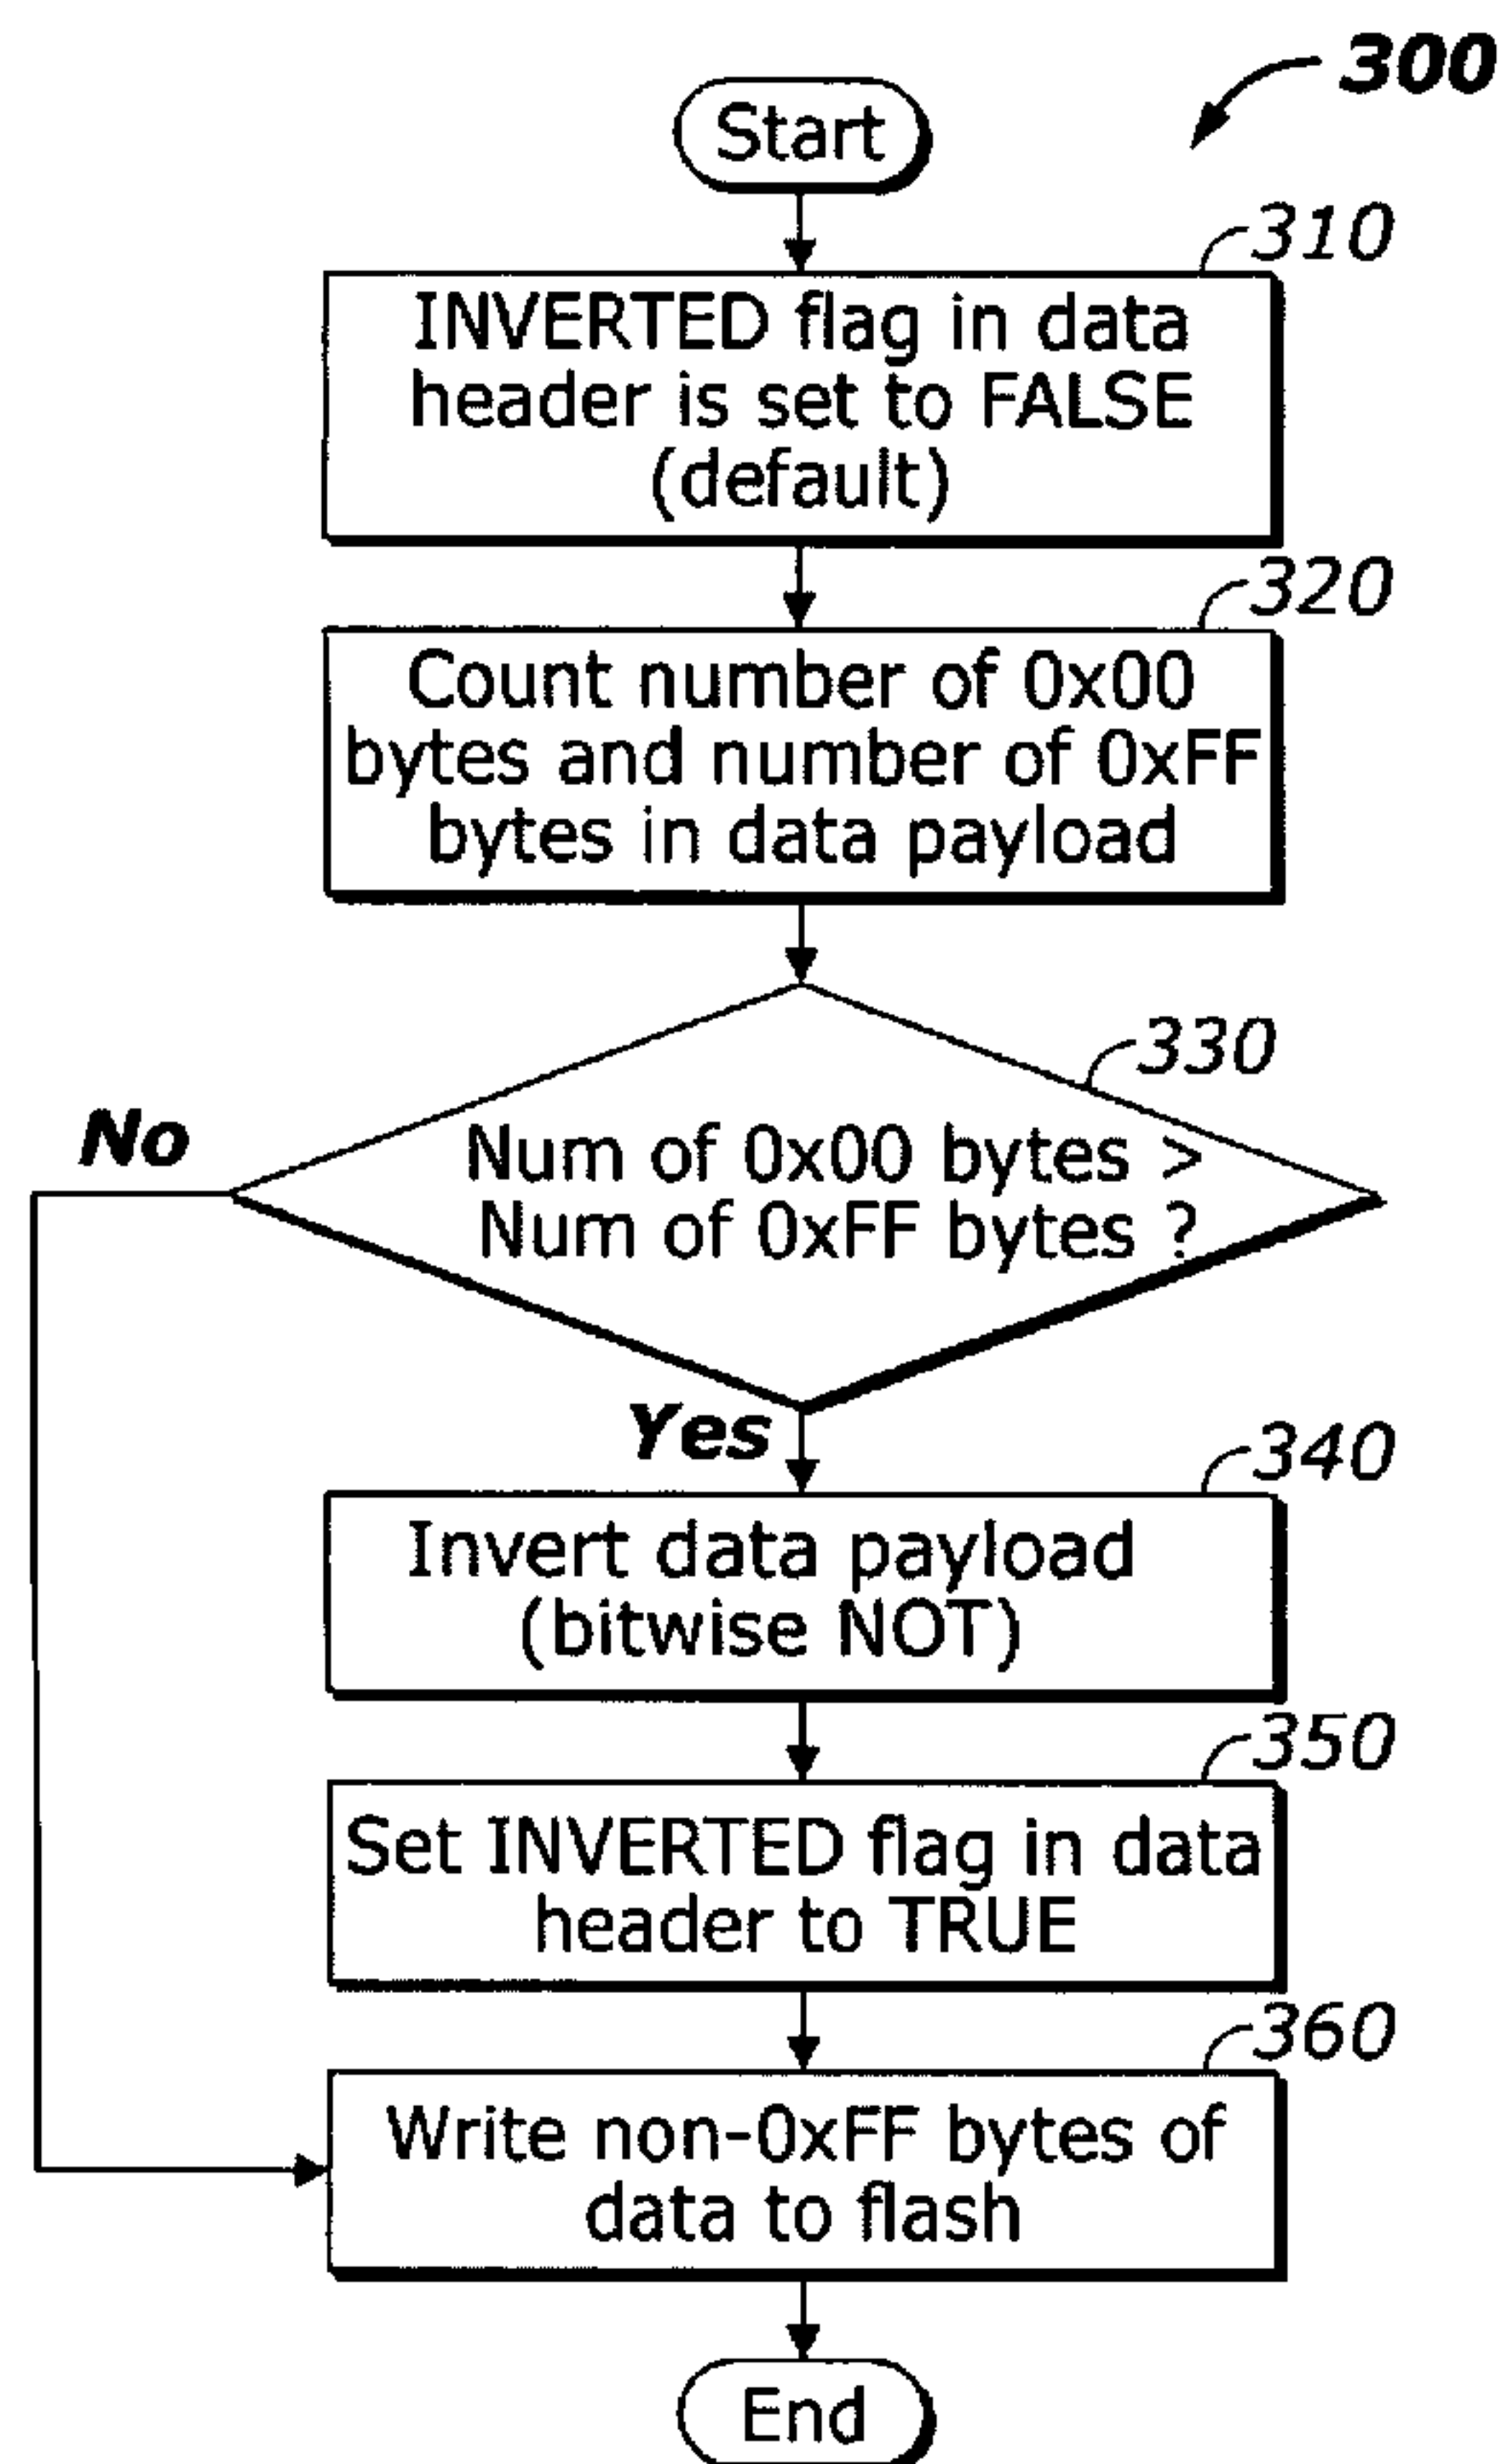 300
Start
310
INVERTED flag in data
header is set to FALSE
(default)
320
Count number of 0x00
bytes and number of 0xFF
bytes in data payload
330
No
Num of 0x00 bytes >
Num of 0xFF bytes ?
Yes
340
Invert data payload
(bitwise NOT)
350
Set INVERTED flag in data
header to TRUE
360
Write non-0xFF bytes of
data to flash
End